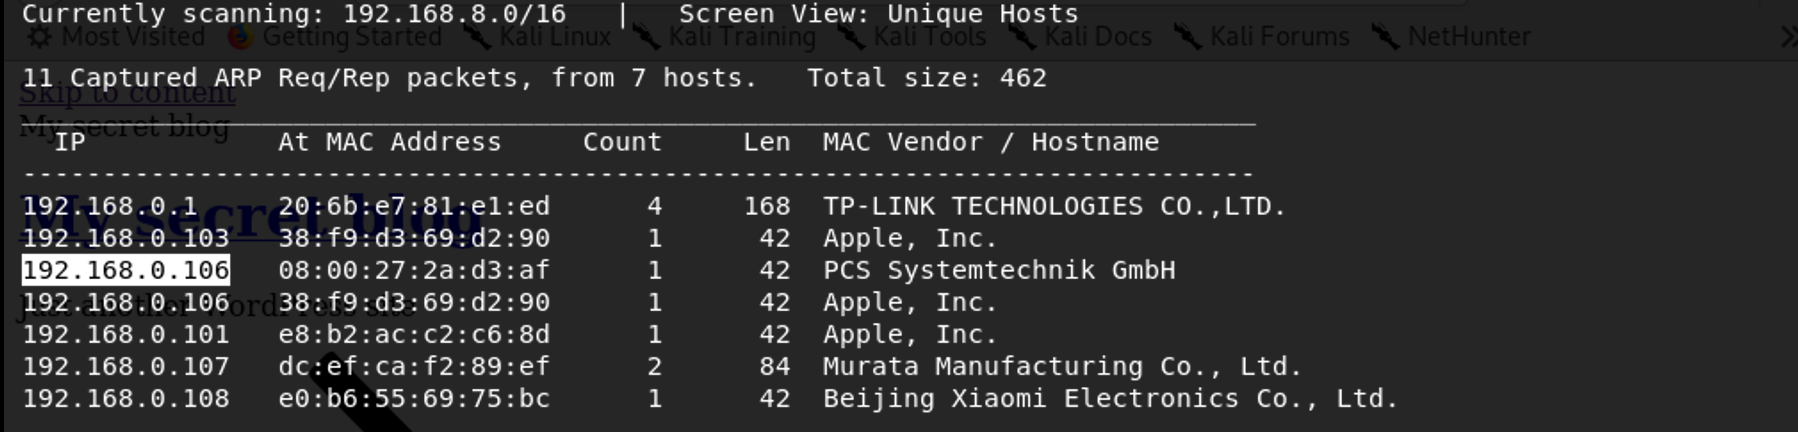 Currently scanning: 192.168.8.0/16   |   Screen View: Unique Hosts
Most Visited Getting Started Kali Linux Kali Training Kali Tools Kali Docs Kali Forums NetHunter
11 Captured ARP Req/Rep packets, from 7 hosts.   Total size: 462
Skip to content
My secret blog
IP At MAC Address Count Len MAC Vendor / Hostname
192.168.0.1 20:6b:e7:81:e1:ed 4 168 TP-LINK TECHNOLOGIES CO.,LTD.
My secret blog
192.168.0.103 38:f9:d3:69:d2:90 1 42 Apple, Inc.
192.168.0.106 08:00:27:2a:d3:af 1 42 PCS Systemtechnik GmbH
192.168.0.106 38:f9:d3:69:d2:90 1 42 Apple, Inc.
Just another WordPress site
192.168.0.101 e8:b2:ac:c2:c6:8d 1 42 Apple, Inc.
192.168.0.107 dc:ef:ca:f2:89:ef 2 84 Murata Manufacturing Co., Ltd.
192.168.0.108 e0:b6:55:69:75:bc 1 42 Beijing Xiaomi Electronics Co., Ltd.